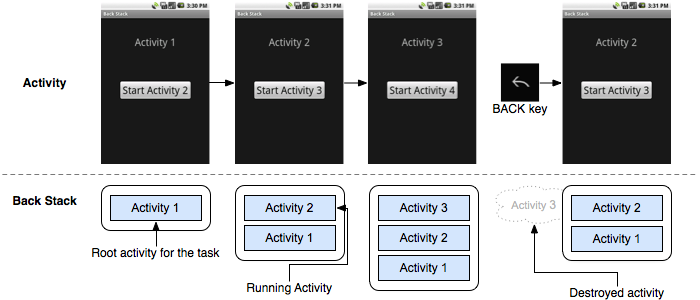 3:30 PM
Back Stack
Activity 1
Start Activity 2
3:31 PM
Back Stack
Activity 2
Start Activity 3
3:31 PM
Back Stack
Activity 3
Start Activity 4
3:31 PM
Back Stack
Activity 2
Start Activity 3
Activity
BACK key
Back Stack
Activity 1
Root activity for the task
Activity 2
Activity 1
Running Activity
Activity 3
Activity 2
Activity 1
Activity 3
Activity 2
Activity 1
Destroyed activity